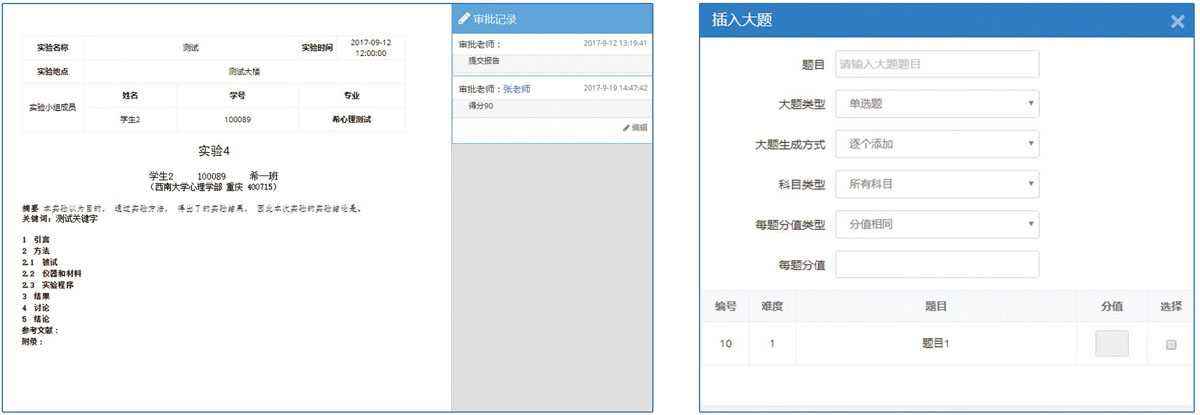 实验名称 测试 实验时间 2017-09-12 12:00:00
实验地点 测试大楼
实验小组成员 姓名 学号 专业
学生2 100089 希心理测试
实验4
学生2 100089 希一班
（西南大学心理学部 重庆 400715）
摘要 本实验以为目的， 通过实验方法， 得出了的实验结果， 因此本次实验的实验结论是。
关键词：测试关键字
1 引言
2 方法
2.1 被试
2.2 仪器和材料
2.3 实验程序
3 结果
4 讨论
5 结论
参考文献：
附录：
审批记录
审批老师： 2017-9-12 13:19:41
提交报告
审批老师：张老师 2017-9-19 14:47:42
得分90
编辑
插入大题
题目 请输入大题题目
大题类型 单选题
大题生成方式 逐个添加
科目类型 所有科目
每题分值类型 分值相同
每题分值
编号 难度 题目 分值 选择
10 1 题目1